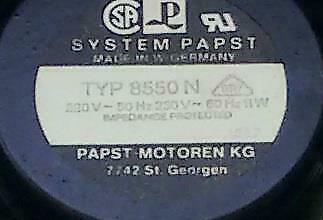 SYSTEM PAPST
MADE IN W. GERMANY
TYP 8550 N
220 V ~ 50 Hz 230 V ~ 60 Hz 11 W
IMPEDANCE PROTECTED
PAPST-MOTOREN KG
7742 St. Georgen